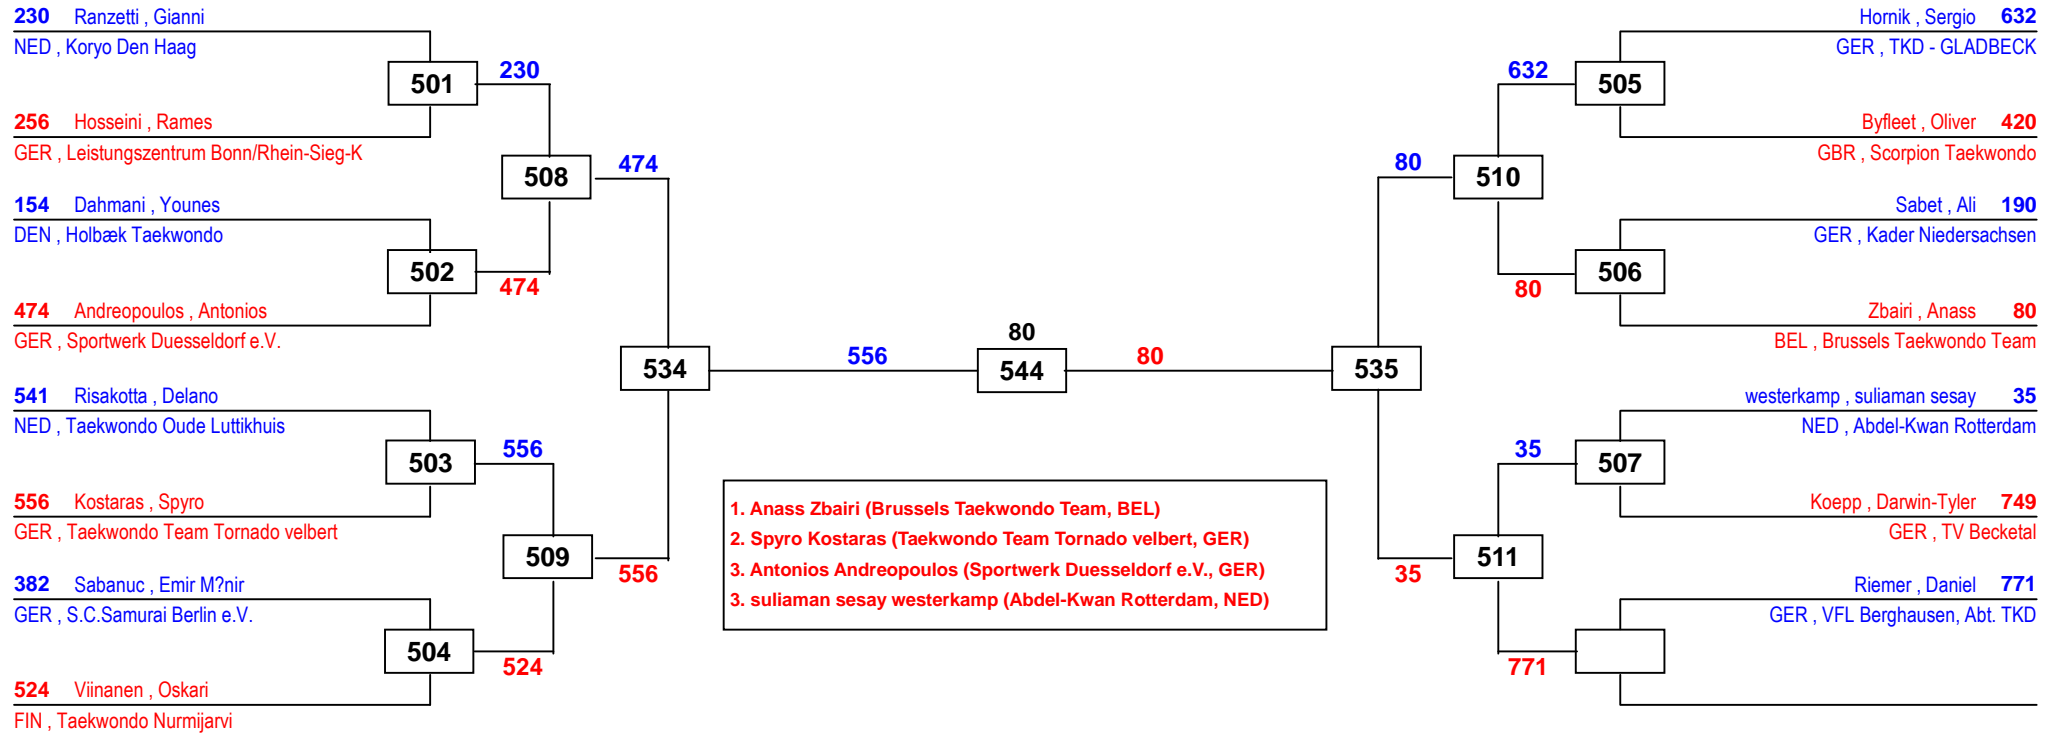 230 Ranzetti , Gianni
NED , Koryo Den Haag
501
230
256 Hosseini , Rames
GER , Leistungszentrum Bonn/Rhein-Sieg-K
508
474
154 Dahmani , Younes
DEN , Holbæk Taekwondo
502
474
474 Andreopoulos , Antonios
GER , Sportwerk Duesseldorf e.V.
534
556
541 Risakotta , Delano
NED , Taekwondo Oude Luttikhuis
503
556
556 Kostaras , Spyro
GER , Taekwondo Team Tornado velbert
509
556
382 Sabanuc , Emir M?nir
GER , S.C.Samurai Berlin e.V.
504
524
524 Viinanen , Oskari
FIN , Taekwondo Nurmijarvi
80
544
80
1. Anass Zbairi (Brussels Taekwondo Team, BEL)
2. Spyro Kostaras (Taekwondo Team Tornado velbert, GER)
3. Antonios Andreopoulos (Sportwerk Duesseldorf e.V., GER)
3. suliaman sesay westerkamp (Abdel-Kwan Rotterdam, NED)
Hornik , Sergio 632
GER , TKD - GLADBECK
632
505
Byfleet , Oliver 420
GBR , Scorpion Taekwondo
80
510
Sabet , Ali 190
GER , Kader Niedersachsen
506
80
Zbairi , Anass 80
BEL , Brussels Taekwondo Team
535
westerkamp , suliaman sesay 35
NED , Abdel-Kwan Rotterdam
35
507
Koepp , Darwin-Tyler 749
GER , TV Becketal
511
35
Riemer , Daniel 771
GER , VFL Berghausen, Abt. TKD
771